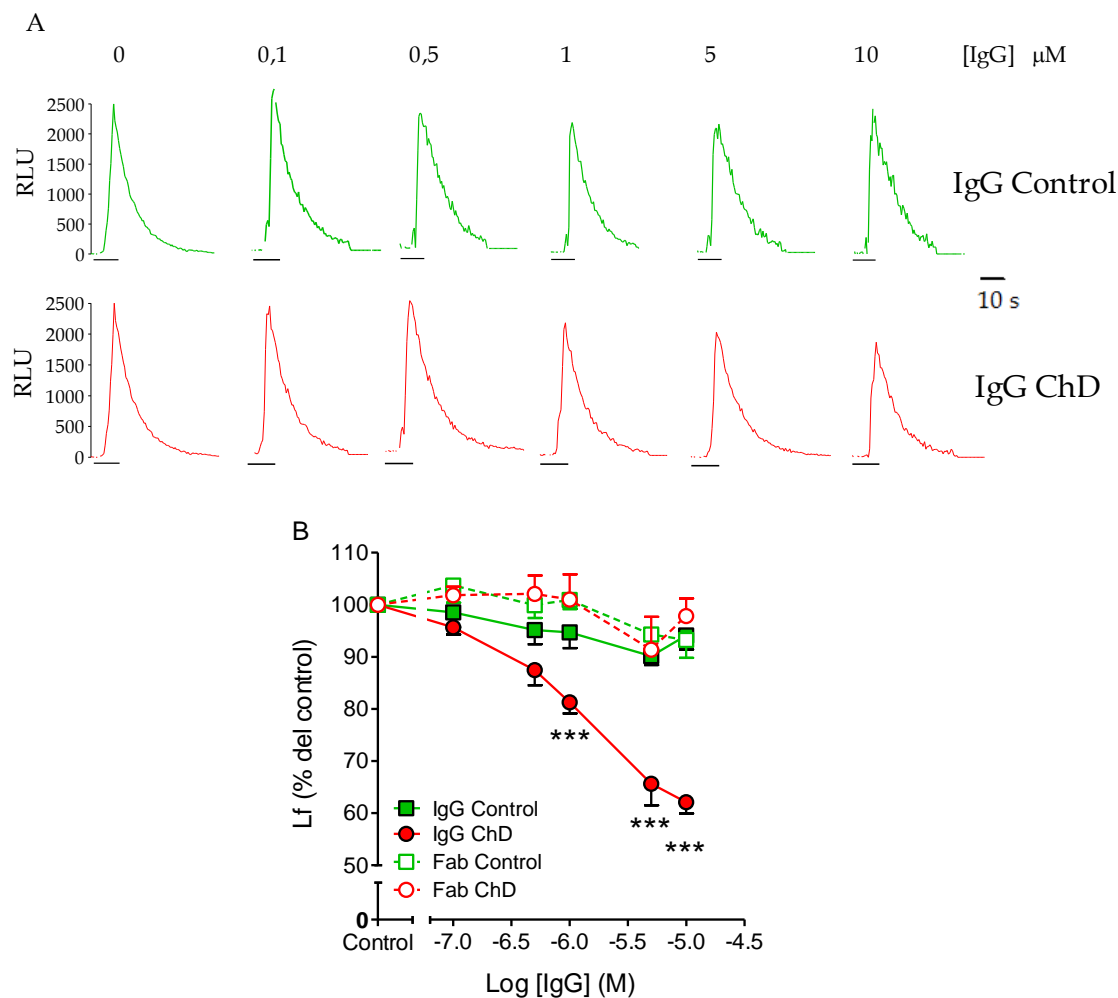 A
0 0,1 0,5 1 5 10 [IgG] μM
2500
2000
1500
1000
500
0
RLU
IgG Control
10 s
2500
2000
1500
1000
500
0
RLU
IgG ChD
B
110
100
90
80
70
60
50
0
Lf (% del control)
***
***
***
IgG Control
IgG ChD
Fab Control
Fab ChD
Control -7.0 -6.5 -6.0 -5.5 -5.0 -4.5
Log [IgG] (M)